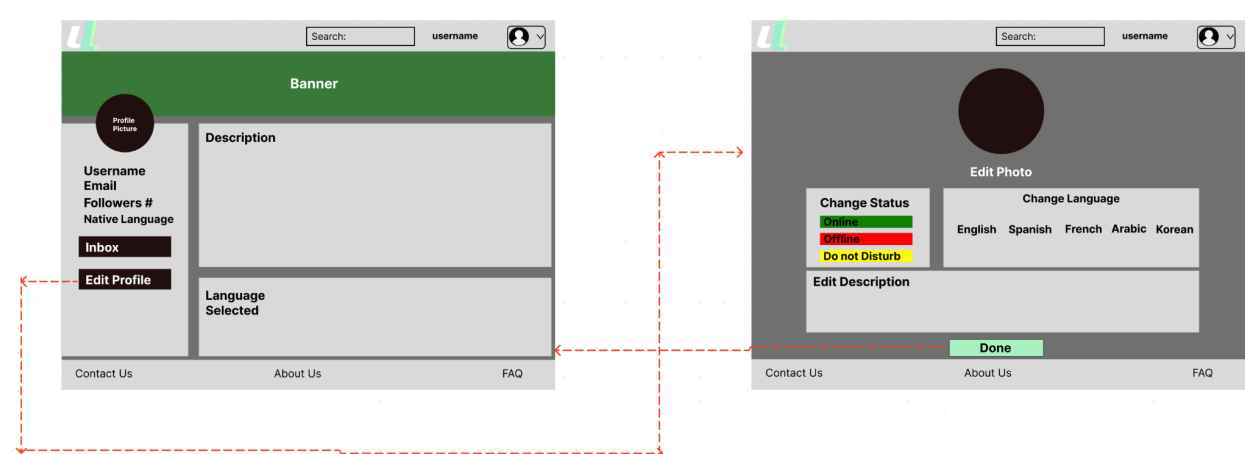 Search:
username
Banner
Profile
Picture
Username
Email
Followers #
Native Language
Inbox
Edit Profile
Description
Language
Selected
Contact Us
About Us
FAQ
Search:
username
Edit Photo
Change Status
Online
Offline
Do not Disturb
Change Language
English Spanish French Arabic Korean
Edit Description
Done
Contact Us
About Us
FAQ